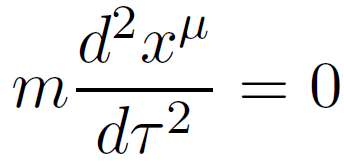 m d²x^μ / dτ² = 0